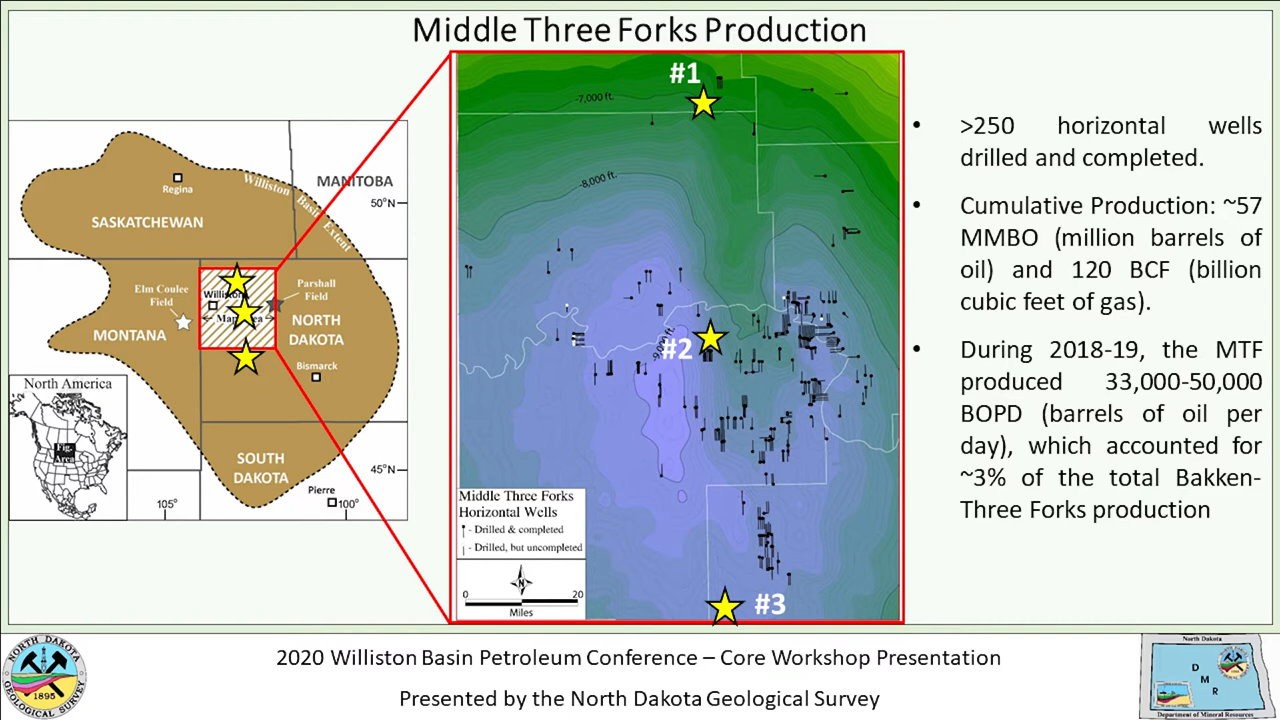 Middle Three Forks Production
MANITOBA
Regina
Williston
Basin
Extent
50°N
SASKATCHEWAN
Elm Coulee
Field
Parshall
Field
MONTANA
NORTH
DAKOTA
Bismarck
North America
SOUTH
DAKOTA
45°N
Pierre
105°
100°
#1
-7,000 ft.
-8,000 ft.
#2
#3
Middle Three Forks
Horizontal Wells
- Drilled & completed
- Drilled, but uncompleted
N
0
20
Miles
• >250 horizontal wells
drilled and completed.
• Cumulative Production: ~57
MMBO (million barrels of
oil) and 120 BCF (billion
cubic feet of gas).
• During 2018-19, the MTF
produced 33,000-50,000
BOPD (barrels of oil per
day), which accounted for
~3% of the total Bakken-
Three Forks production
NORTH DAKOTA
GEOLOGICAL SURVEY
1895
2020 Williston Basin Petroleum Conference – Core Workshop Presentation
Presented by the North Dakota Geological Survey
North Dakota
D
M
R
Department of Mineral Resources